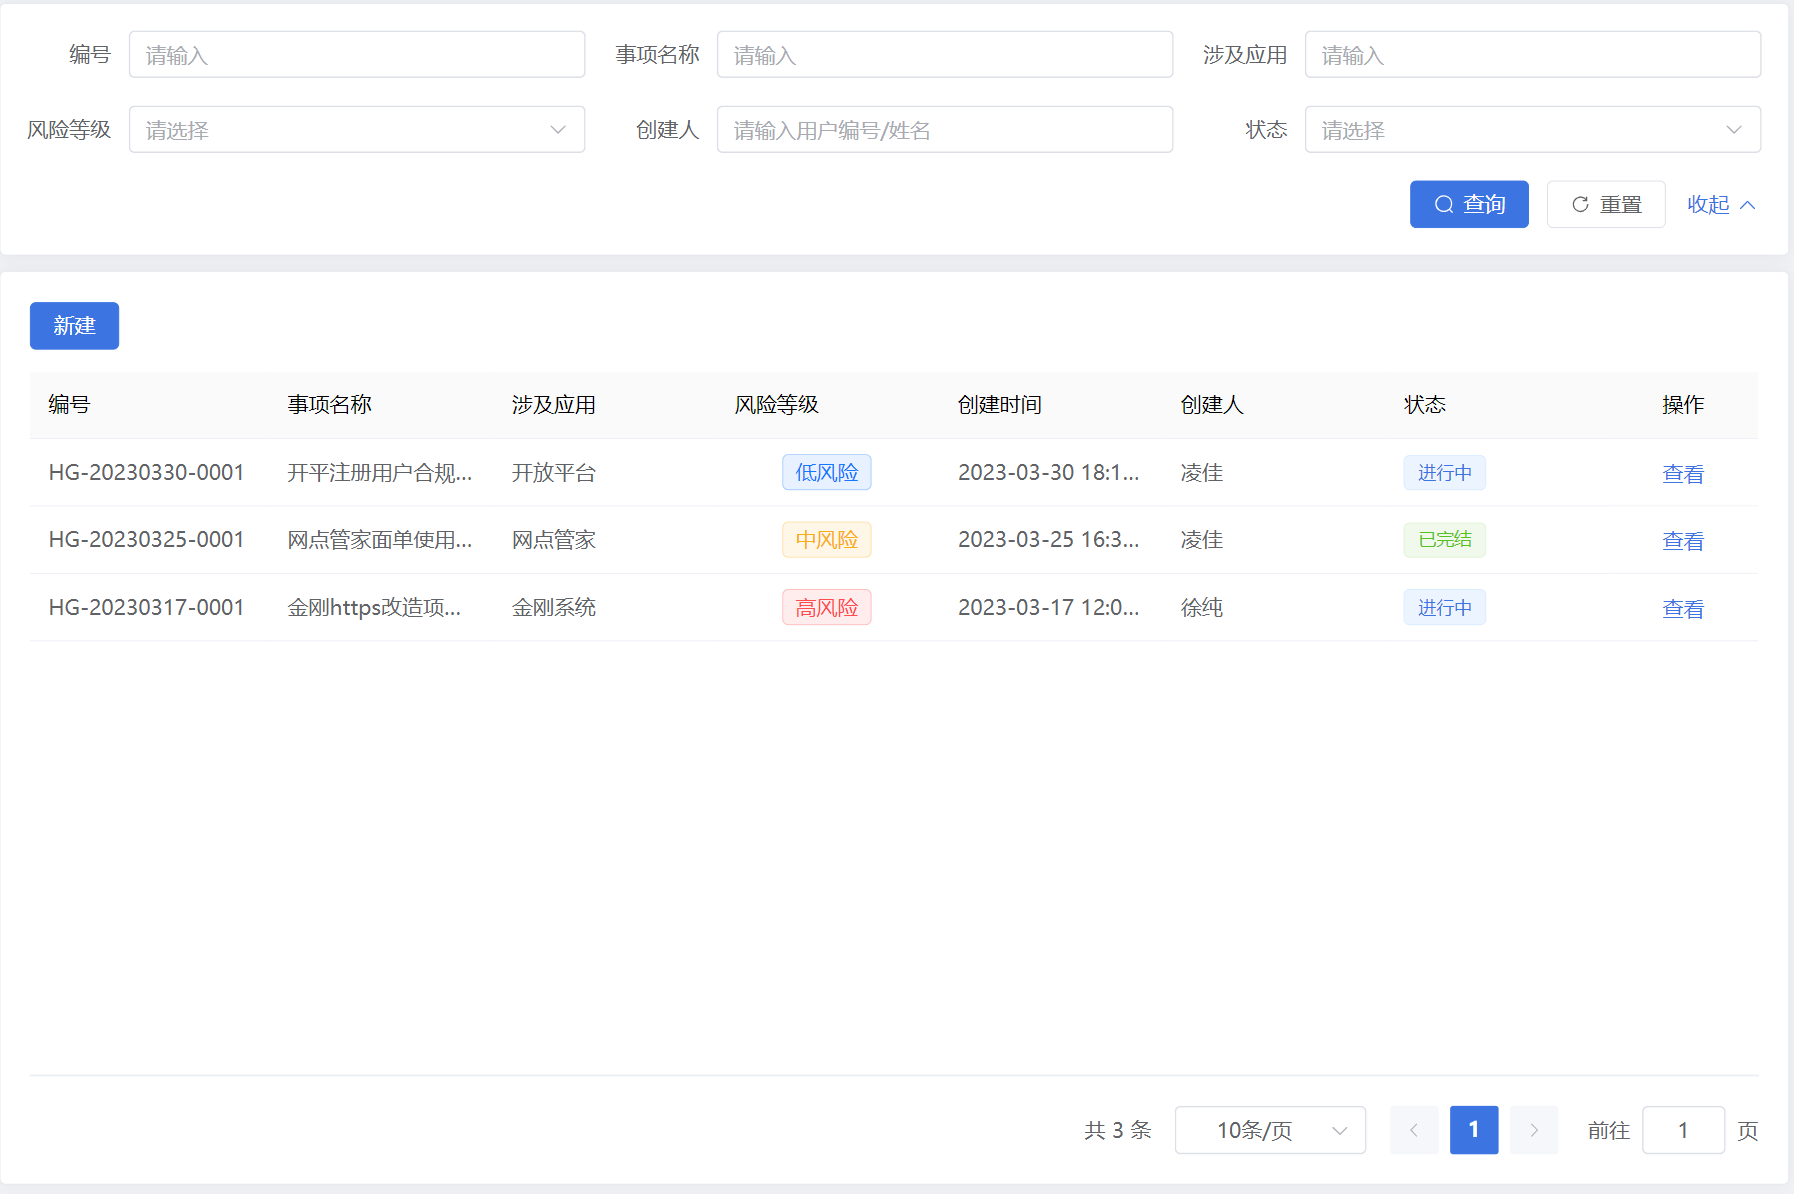 编号 请输入 事项名称 请输入 涉及应用 请输入
风险等级 请选择 创建人 请输入用户编号/姓名 状态 请选择
查询 重置 收起
新建
编号 事项名称 涉及应用 风险等级 创建时间 创建人 状态 操作
HG-20230330-0001 开平注册用户合规... 开放平台 低风险 2023-03-30 18:1... 凌佳 进行中 查看
HG-20230325-0001 网点管家面单使用... 网点管家 中风险 2023-03-25 16:3... 凌佳 已完结 查看
HG-20230317-0001 金刚https改造项... 金刚系统 高风险 2023-03-17 12:0... 徐纯 进行中 查看
共 3 条 10条/页 1 前往 1 页